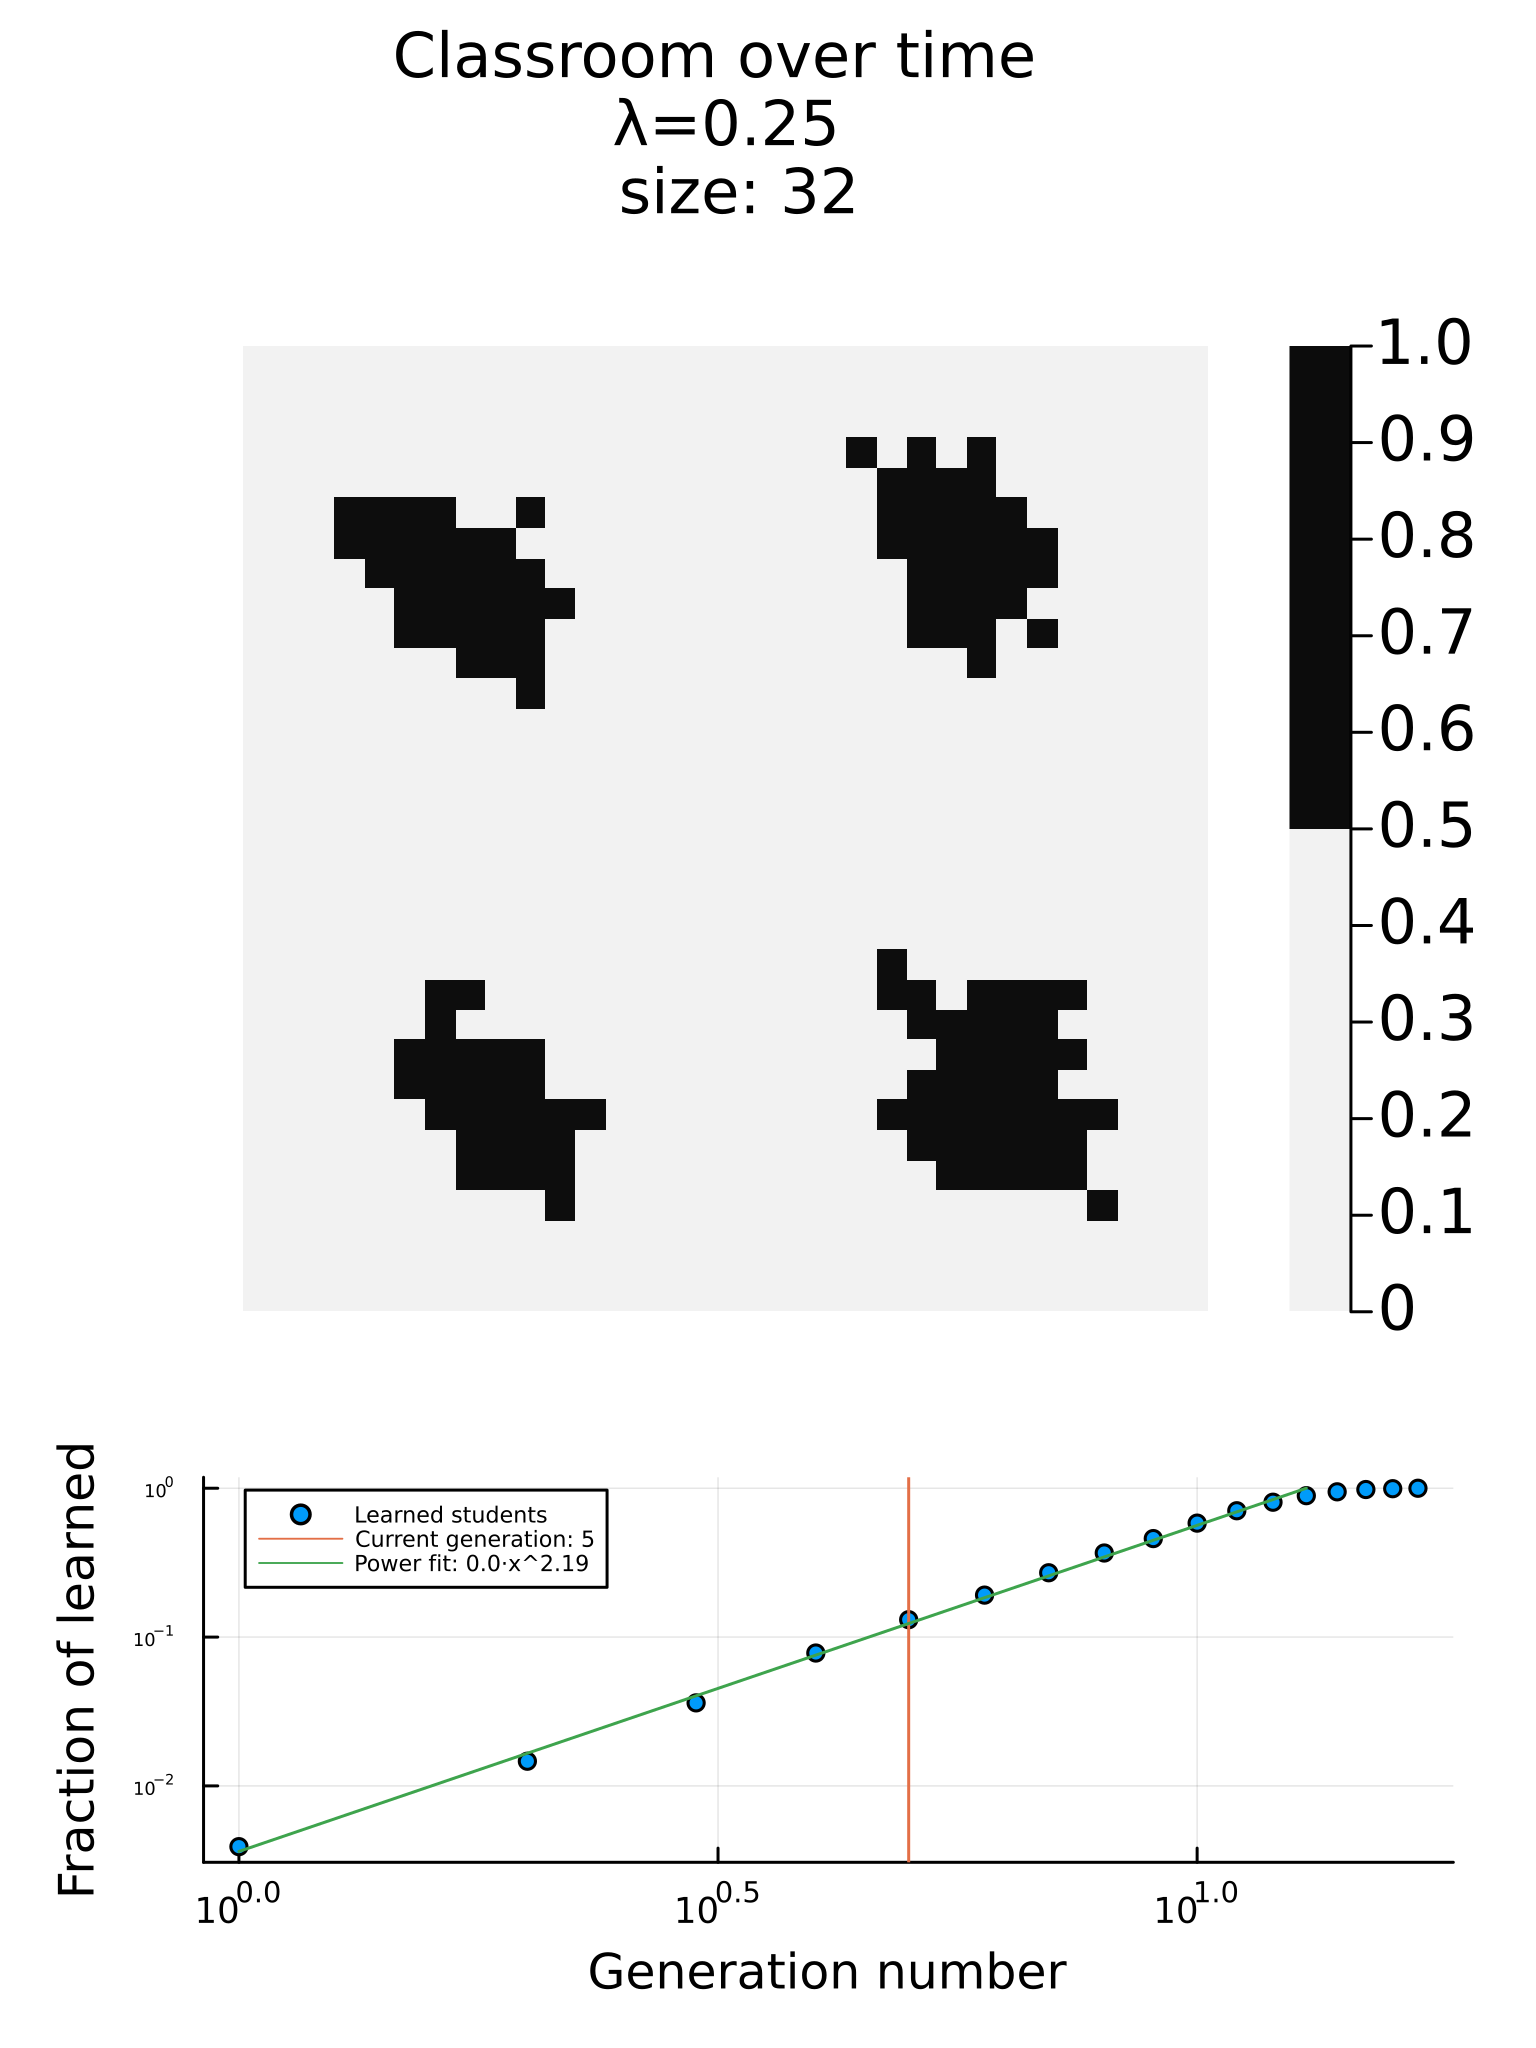 Classroom over time
λ=0.25
size: 32
1.0
0.9
0.8
0.7
0.6
0.5
0.4
0.3
0.2
0.1
0
Fraction of learned
10^0
10^-1
10^-2
Learned students
Current generation: 5
Power fit: 0.0·x^2.19
10^0.0
10^0.5
10^1.0
Generation number